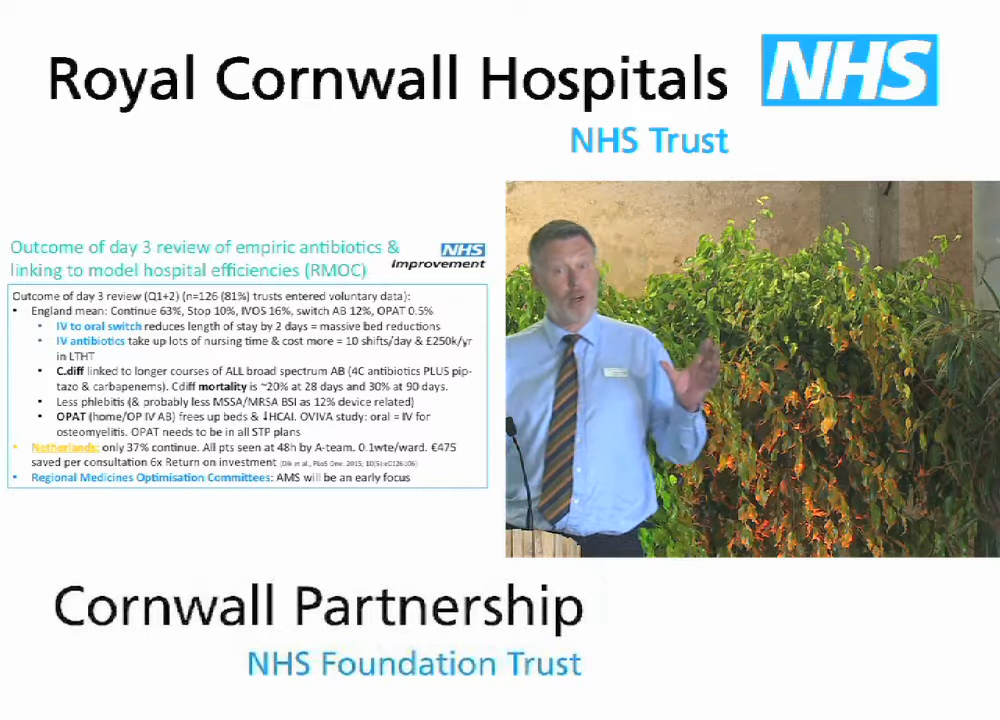 Royal Cornwall Hospitals NHS
NHS Trust
Outcome of day 3 review of empiric antibiotics &
linking to model hospital efficiencies (RMOC)
NHS
Improvement
Outcome of day 3 review (Q1+2) (n=126 (81%) trusts entered voluntary data):
• England mean: Continue 63%, Stop 10%, IVOS 16%, switch AB 12%, OPAT 0.5%
• IV to oral switch reduces length of stay by 2 days = massive bed reductions
• IV antibiotics take up lots of nursing time & cost more = 10 shifts/day & £250k/yr
in LTHT
• C.diff linked to longer courses of ALL broad spectrum AB (4C antibiotics PLUS pip-
tazo & carbapenems). Cdiff mortality is ~20% at 28 days and 30% at 90 days.
• Less phlebitis (& probably less MSSA/MRSA BSI as 12% device related)
• OPAT (home/OP IV AB) frees up beds & ↓HCAI. OVIVA study: oral = IV for
osteomyelitis. OPAT needs to be in all STP plans
• Netherlands: only 37% continue. All pts seen at 48h by A-team. 0.1wte/ward. €475
saved per consultation 6x Return on investment (Dik et al., PLoS One. 2015; 10(5):e0126106)
• Regional Medicines Optimisation Committees: AMS will be an early focus
Cornwall Partnership
NHS Foundation Trust